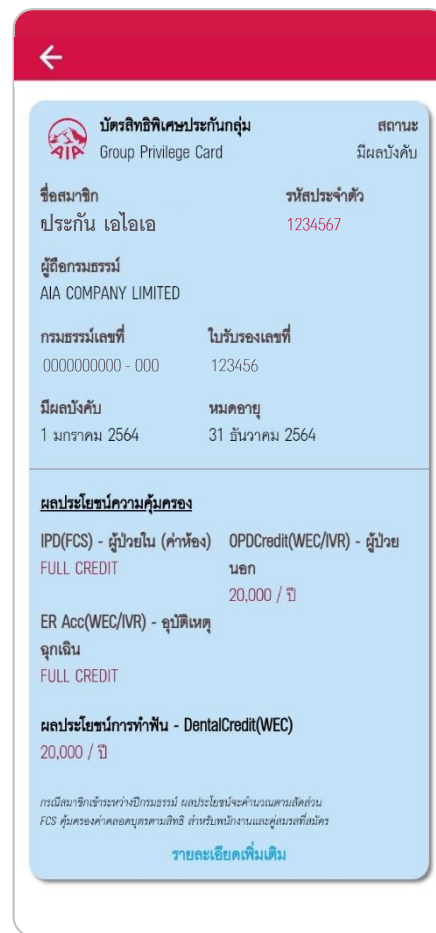 AIA
บัตรสิทธิพิเศษประกันกลุ่ม สถานะ
Group Privilege Card มีผลบังคับ
ชื่อสมาชิก รหัสประจำตัว
ประกัน เอไอเอ 1234567
ผู้ถือกรมธรรม์
AIA COMPANY LIMITED
กรมธรรม์เลขที่ ใบรับรองเลขที่
0000000000 - 000 123456
มีผลบังคับ หมดอายุ
1 มกราคม 2564 31 ธันวาคม 2564
ผลประโยชน์ความคุ้มครอง
IPD(FCS) - ผู้ป่วยใน (ค่าห้อง)
FULL CREDIT
OPDCredit(WEC/IVR) - ผู้ป่วย
นอก
20,000 / ปี
ER Acc(WEC/IVR) - อุบัติเหตุ
ฉุกเฉิน
FULL CREDIT
ผลประโยชน์การทำฟัน - DentalCredit(WEC)
20,000 / ปี
กรณีสมาชิกเข้าระหว่างปีกรมธรรม์ ผลประโยชน์จะคำนวณตามสัดส่วน
FCS คุ้มครองค่าคลอดบุตรตามสิทธิ สำหรับพนักงานและคู่สมรสที่สมัคร
รายละเอียดเพิ่มเติม